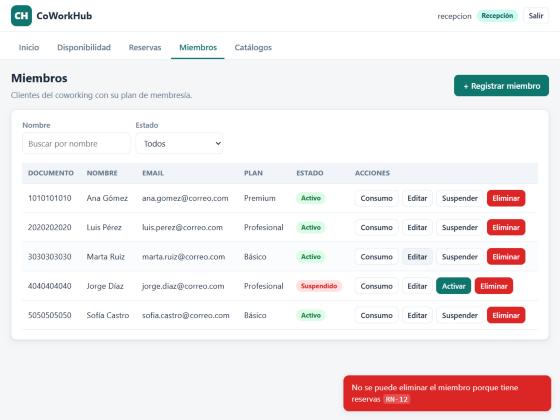 CH CoWorkHub
recepcion Recepción Salir
Inicio Disponibilidad Reservas Miembros Catálogos
Miembros
Clientes del coworking con su plan de membresía.
+ Registrar miembro
Nombre Estado
Buscar por nombre Todos
DOCUMENTO NOMBRE EMAIL PLAN ESTADO ACCIONES
1010101010 Ana Gómez ana.gomez@correo.com Premium Activo Consumo Editar Suspender Eliminar
2020202020 Luis Pérez luis.perez@correo.com Profesional Activo Consumo Editar Suspender Eliminar
3030303030 Marta Ruiz marta.ruiz@correo.com Básico Activo Consumo Editar Suspender Eliminar
4040404040 Jorge Díaz jorge.diaz@correo.com Profesional Suspendido Consumo Editar Activar Eliminar
5050505050 Sofía Castro sofia.castro@correo.com Básico Activo Consumo Editar Suspender Eliminar
No se puede eliminar el miembro porque tiene
reservas RN-12